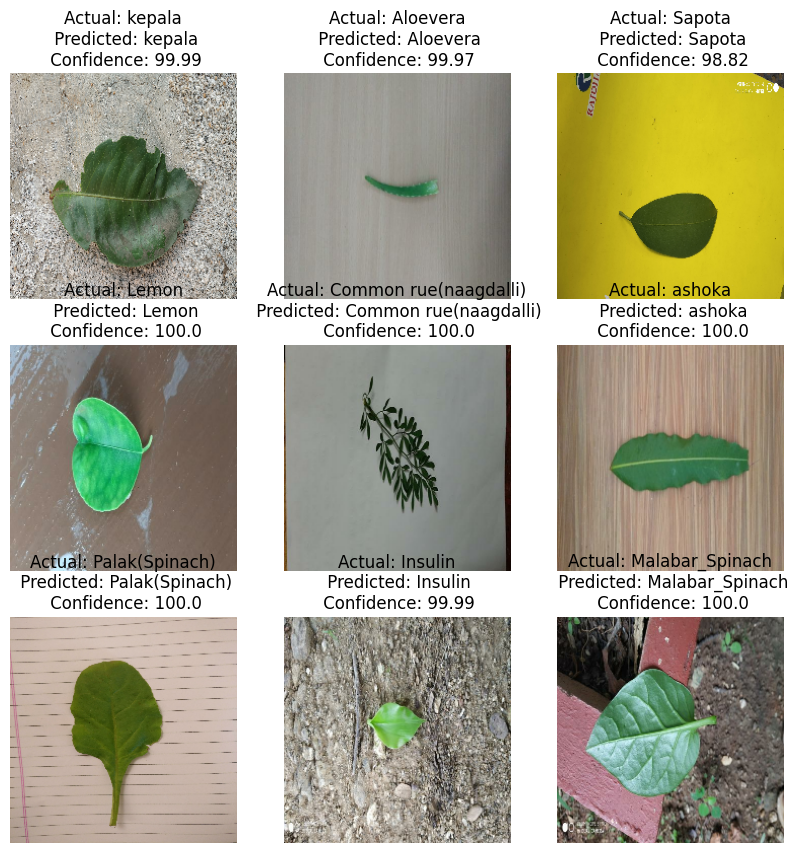 Actual: kepala
Predicted: kepala
Confidence: 99.99
Actual: Aloevera
Predicted: Aloevera
Confidence: 99.97
Actual: Sapota
Predicted: Sapota
Confidence: 98.82
RAJDH
Actual: Lemon
Predicted: Lemon
Confidence: 100.0
Actual: Common rue(naagdalli)
Predicted: Common rue(naagdalli)
Confidence: 100.0
Actual: ashoka
Predicted: ashoka
Confidence: 100.0
Actual: Palak(Spinach)
Predicted: Palak(Spinach)
Confidence: 100.0
Actual: Insulin
Predicted: Insulin
Confidence: 99.99
Actual: Malabar_Spinach
Predicted: Malabar_Spinach
Confidence: 100.0